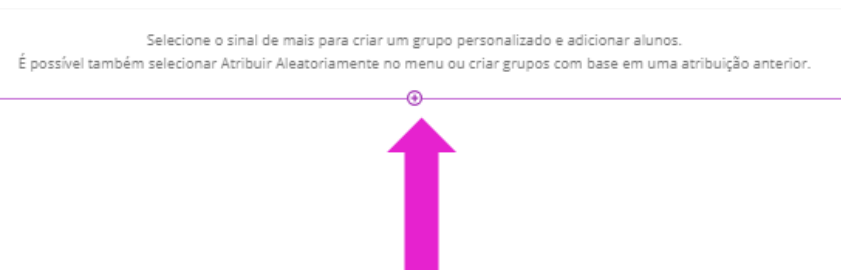 Selecione o sinal de mais para criar um grupo personalizado e adicionar alunos.
É possível também selecionar Atribuir Aleatoriamente no menu ou criar grupos com base em uma atribuição anterior.